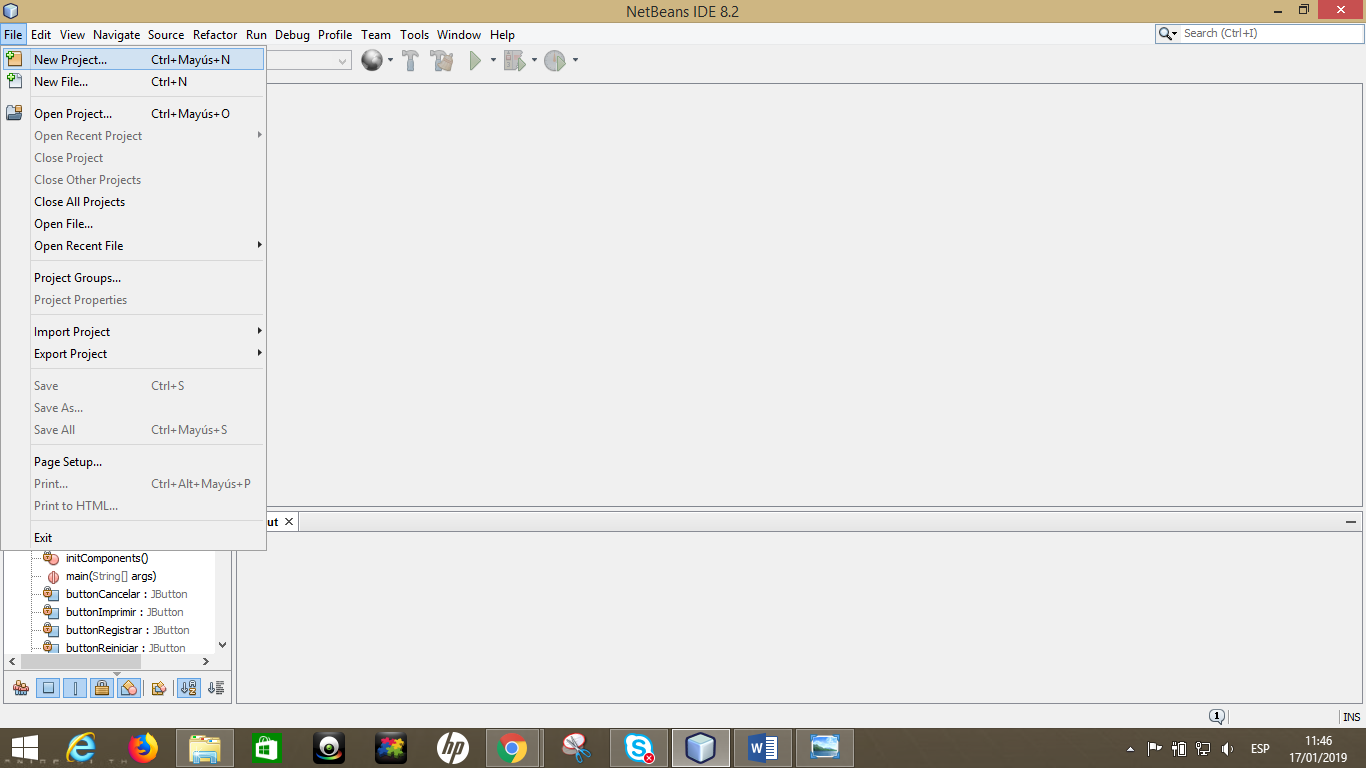 NetBeans IDE 8.2
File Edit View Navigate Source Refactor Run Debug Profile Team Tools Window Help
Search (Ctrl+I)
New Project... Ctrl+Mayús+N
New File... Ctrl+N
Open Project... Ctrl+Mayús+O
Open Recent Project
Close Project
Close Other Projects
Close All Projects
Open File...
Open Recent File
Project Groups...
Project Properties
Import Project
Export Project
Save Ctrl+S
Save As...
Save All Ctrl+Mayús+S
Page Setup...
Print... Ctrl+Alt+Mayús+P
Print to HTML...
Exit
ut
initComponents()
main(String[] args)
buttonCancelar : JButton
buttonImprimir : JButton
buttonRegistrar : JButton
buttonReiniciar : JButton
1
INS
hp
ESP
11:46
17/01/2019